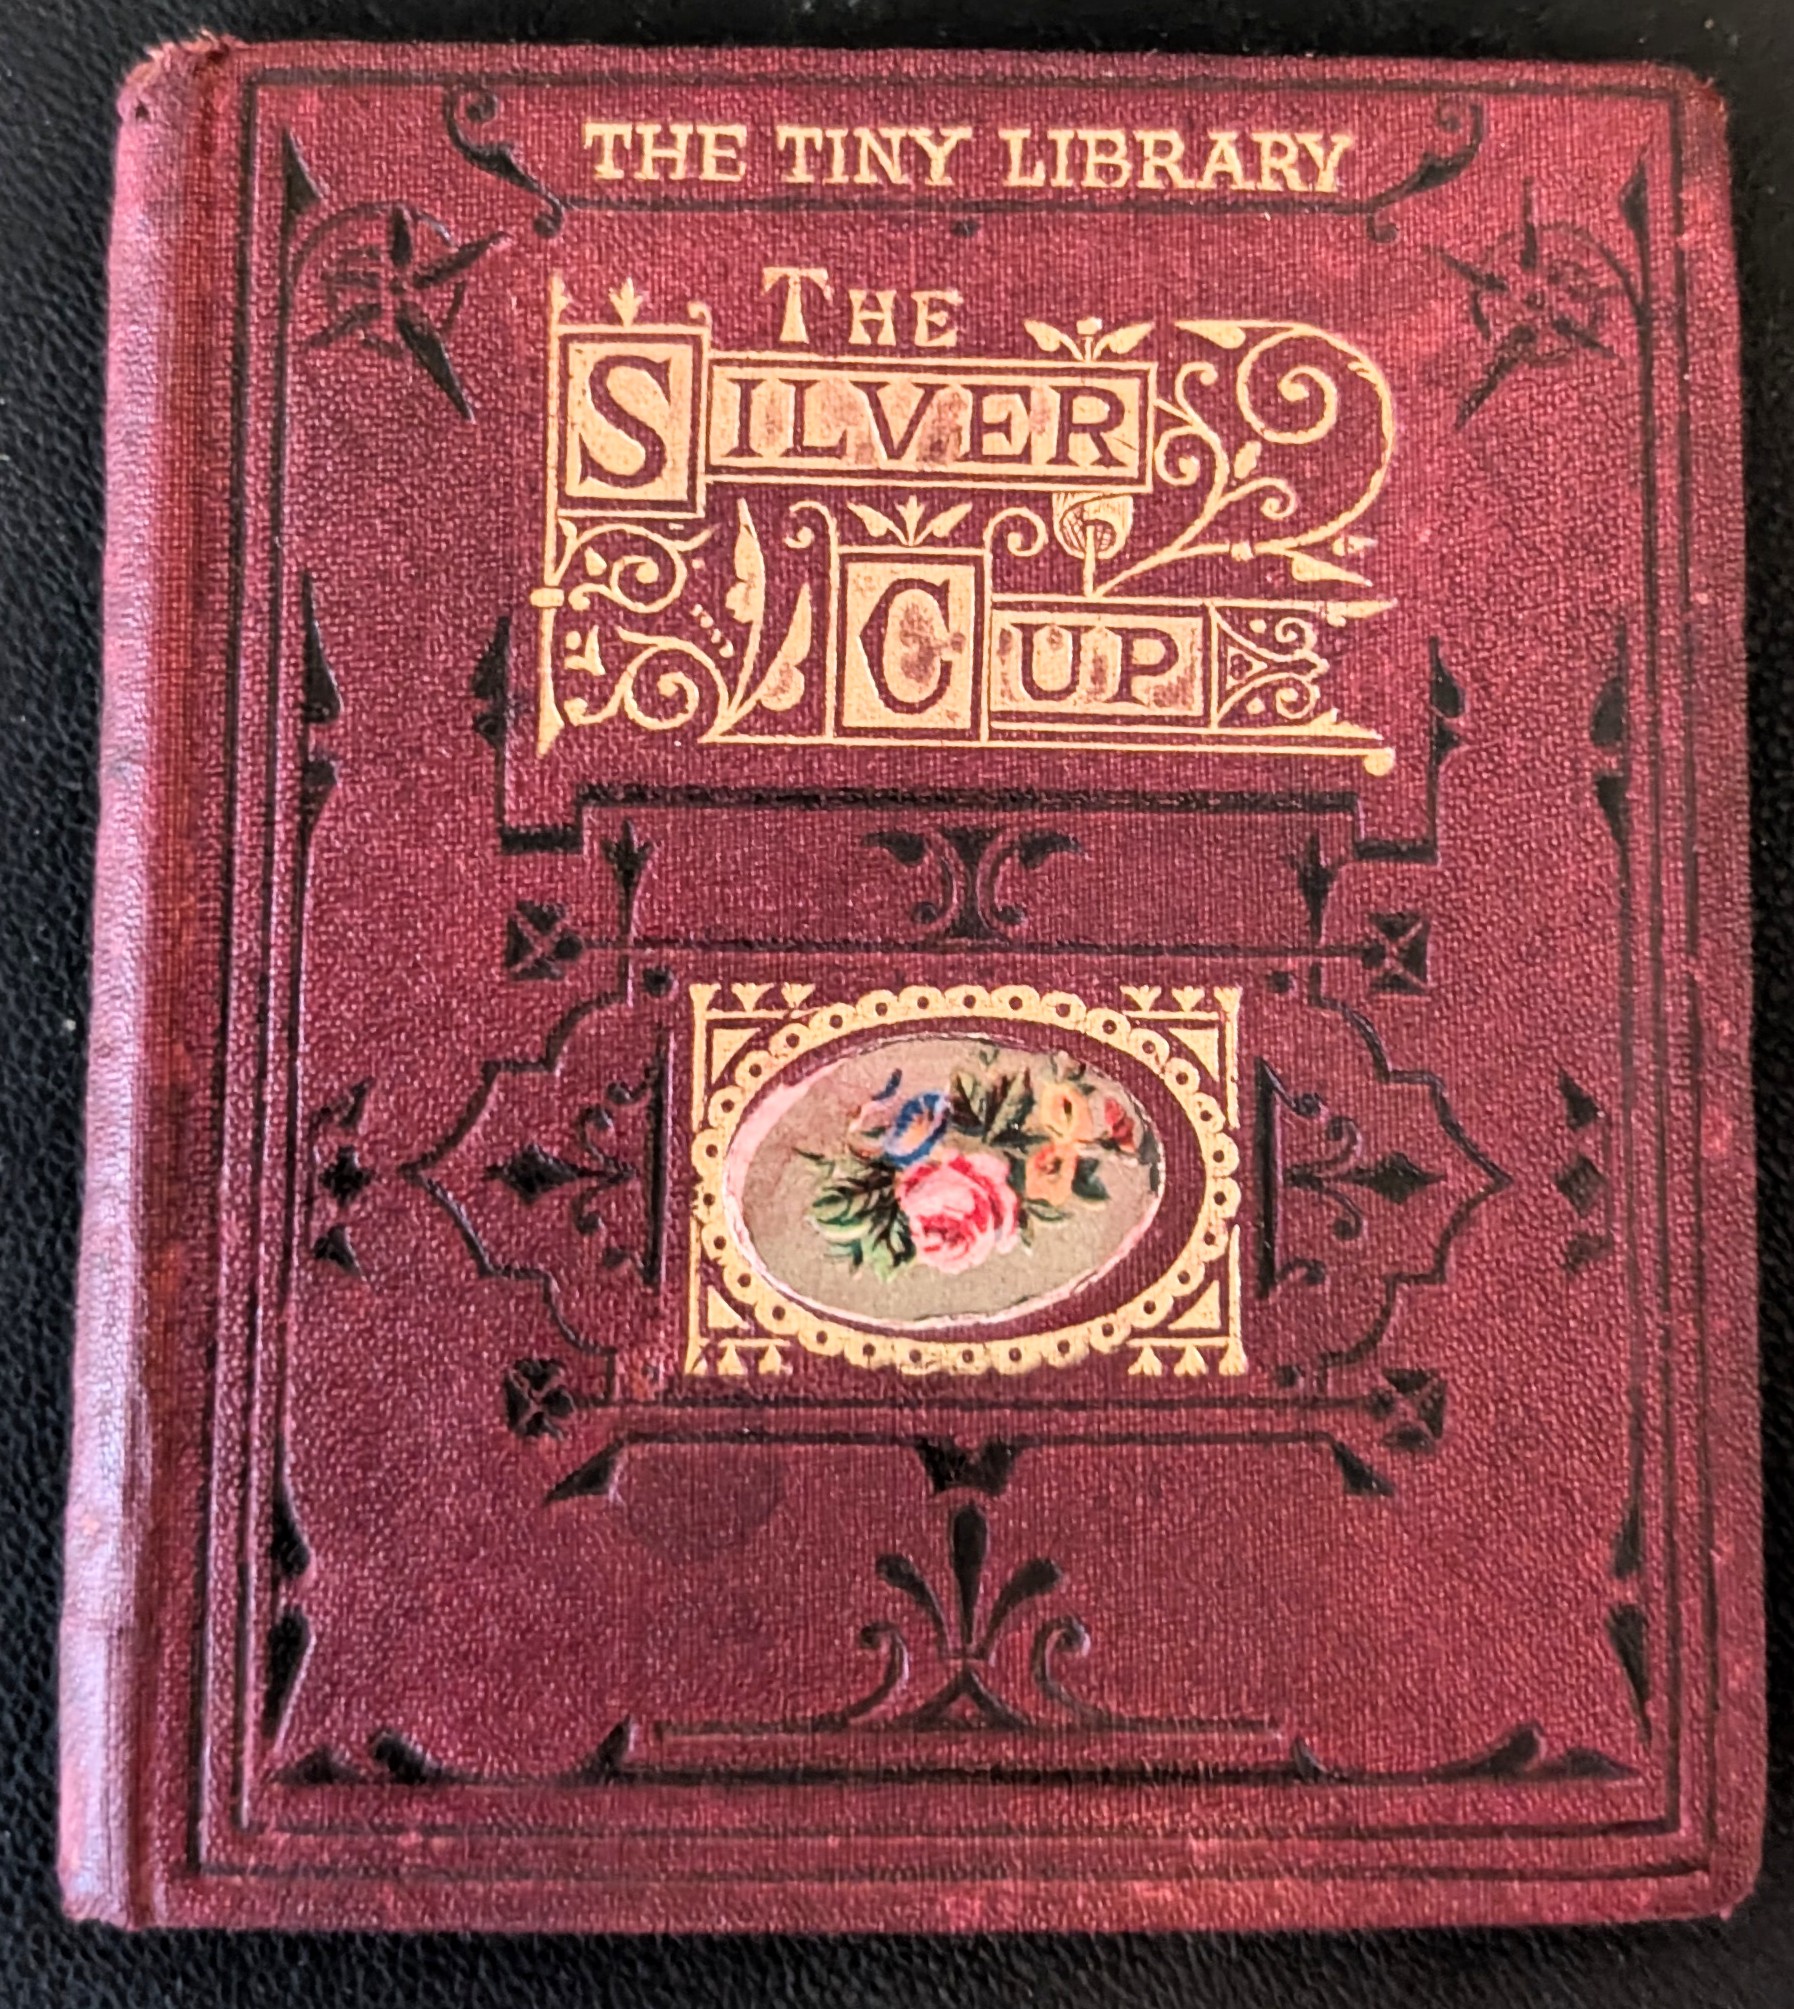 THE TINY LIBRARY
THE
SILVER
CUP